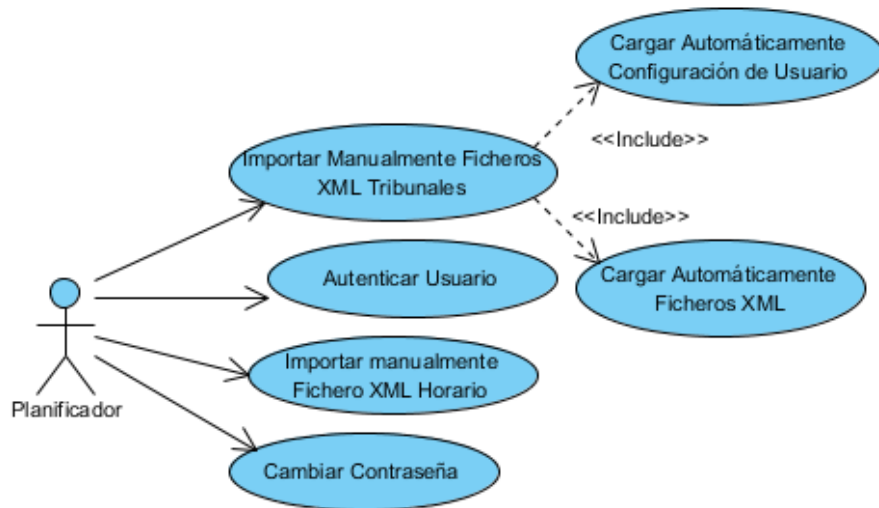 Cargar Automáticamente
Configuración de Usuario
<<Include>>
Importar Manualmente Ficheros
XML Tribunales
<<Include>>
Cargar Automáticamente
Ficheros XML
Autenticar Usuario
Importar manualmente
Fichero XML Horario
Planificador
Cambiar Contraseña